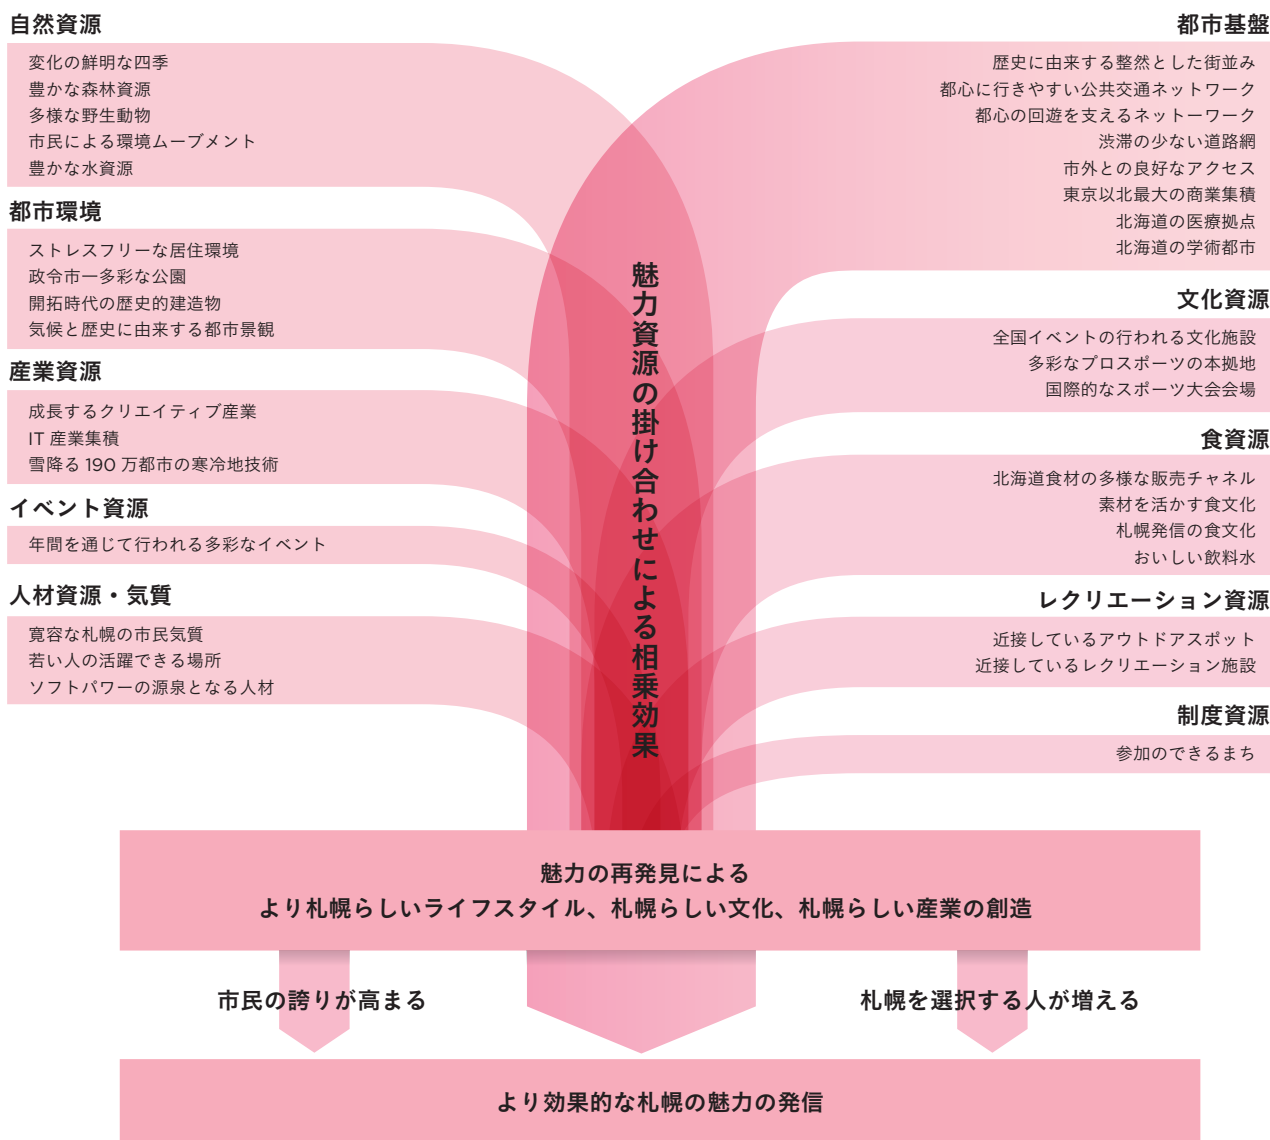 自然資源
変化の鮮明な四季
豊かな森林資源
多様な野生動物
市民による環境ムーブメント
豊かな水資源
都市環境
ストレスフリーな居住環境
政令市一多彩な公園
開拓時代の歴史的建造物
気候と歴史に由来する都市景観
産業資源
成長するクリエイティブ産業
IT 産業集積
雪降る 190 万都市の寒冷地技術
イベント資源
年間を通じて行われる多彩なイベント
人材資源・気質
寛容な札幌の市民気質
若い人の活躍できる場所
ソフトパワーの源泉となる人材
魅力資源の掛け合わせによる相乗効果
都市基盤
歴史に由来する整然とした街並み
都心に行きやすい公共交通ネットワーク
都心の回遊を支えるネットーワーク
渋滞の少ない道路網
市外との良好なアクセス
東京以北最大の商業集積
北海道の医療拠点
北海道の学術都市
文化資源
全国イベントの行われる文化施設
多彩なプロスポーツの本拠地
国際的なスポーツ大会会場
食資源
北海道食材の多様な販売チャネル
素材を活かす食文化
札幌発信の食文化
おいしい飲料水
レクリエーション資源
近接しているアウトドアスポット
近接しているレクリエーション施設
制度資源
参加のできるまち
魅力の再発見による
より札幌らしいライフスタイル、札幌らしい文化、札幌らしい産業の創造
市民の誇りが高まる
札幌を選択する人が増える
より効果的な札幌の魅力の発信